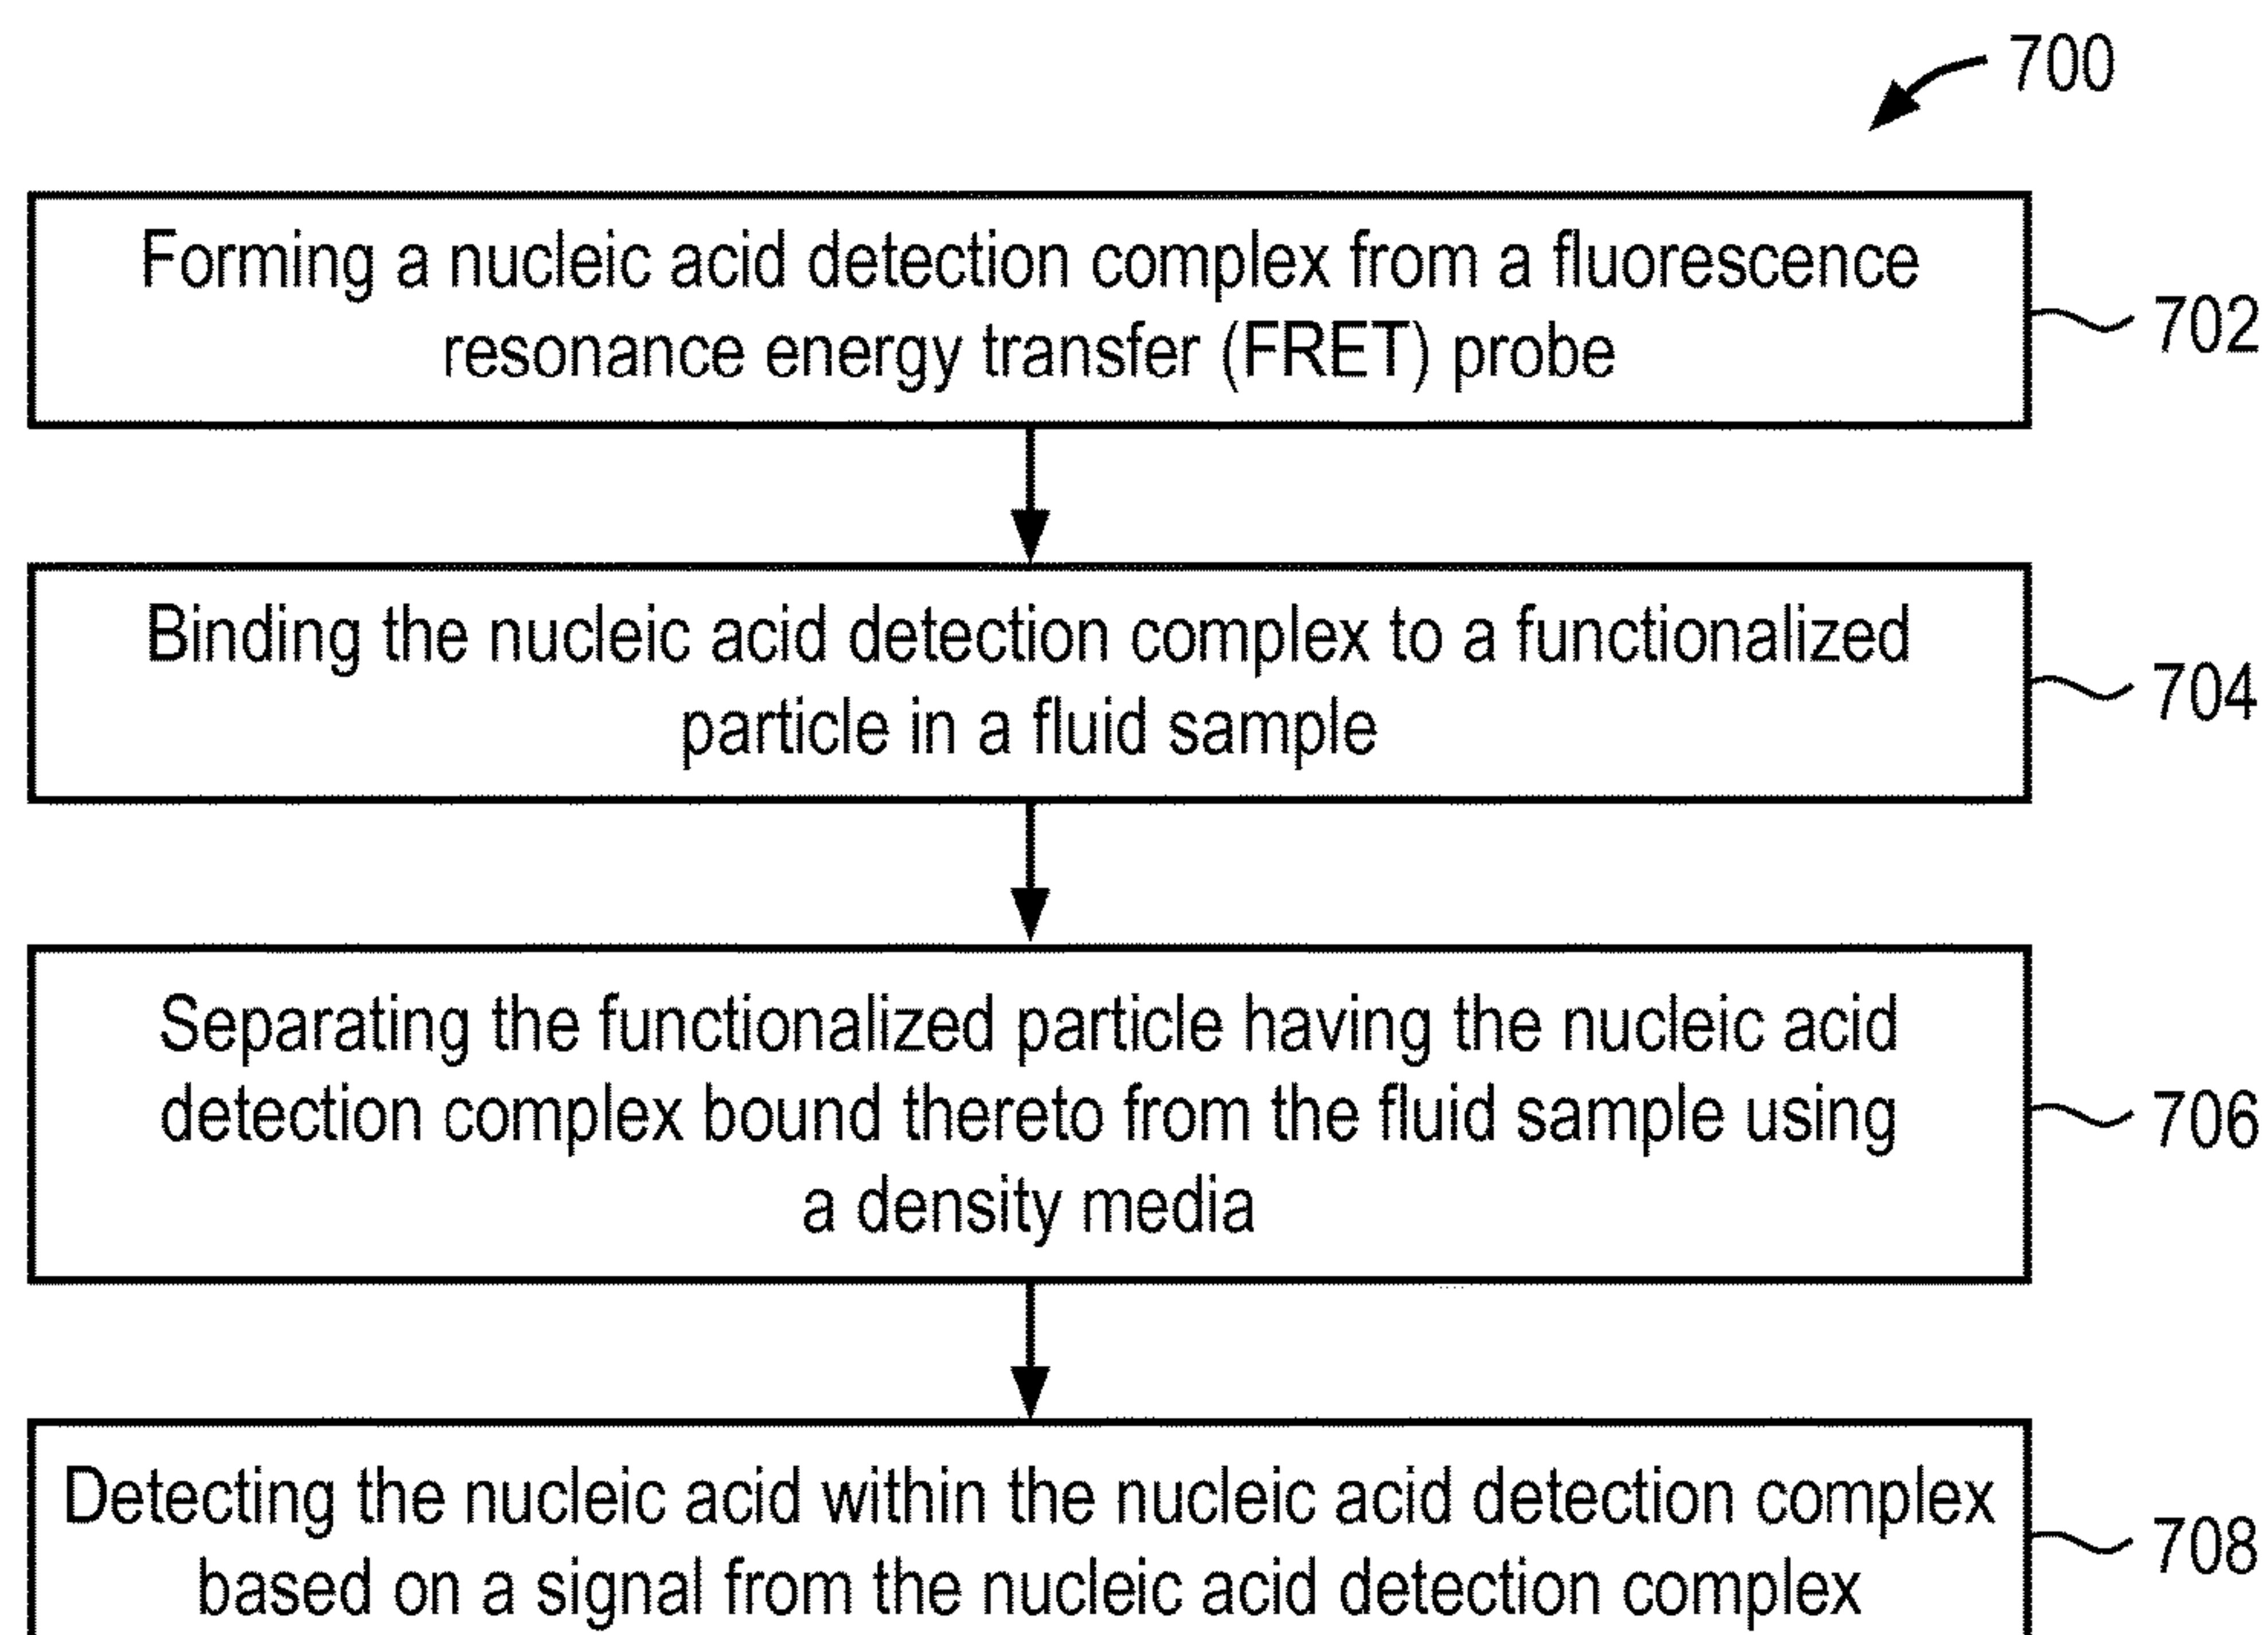 700
Forming a nucleic acid detection complex from a fluorescence
resonance energy transfer (FRET) probe
702
Binding the nucleic acid detection complex to a functionalized
particle in a fluid sample
704
Separating the functionalized particle having the nucleic acid
detection complex bound thereto from the fluid sample using
a density media
706
Detecting the nucleic acid within the nucleic acid detection complex
based on a signal from the nucleic acid detection complex
708